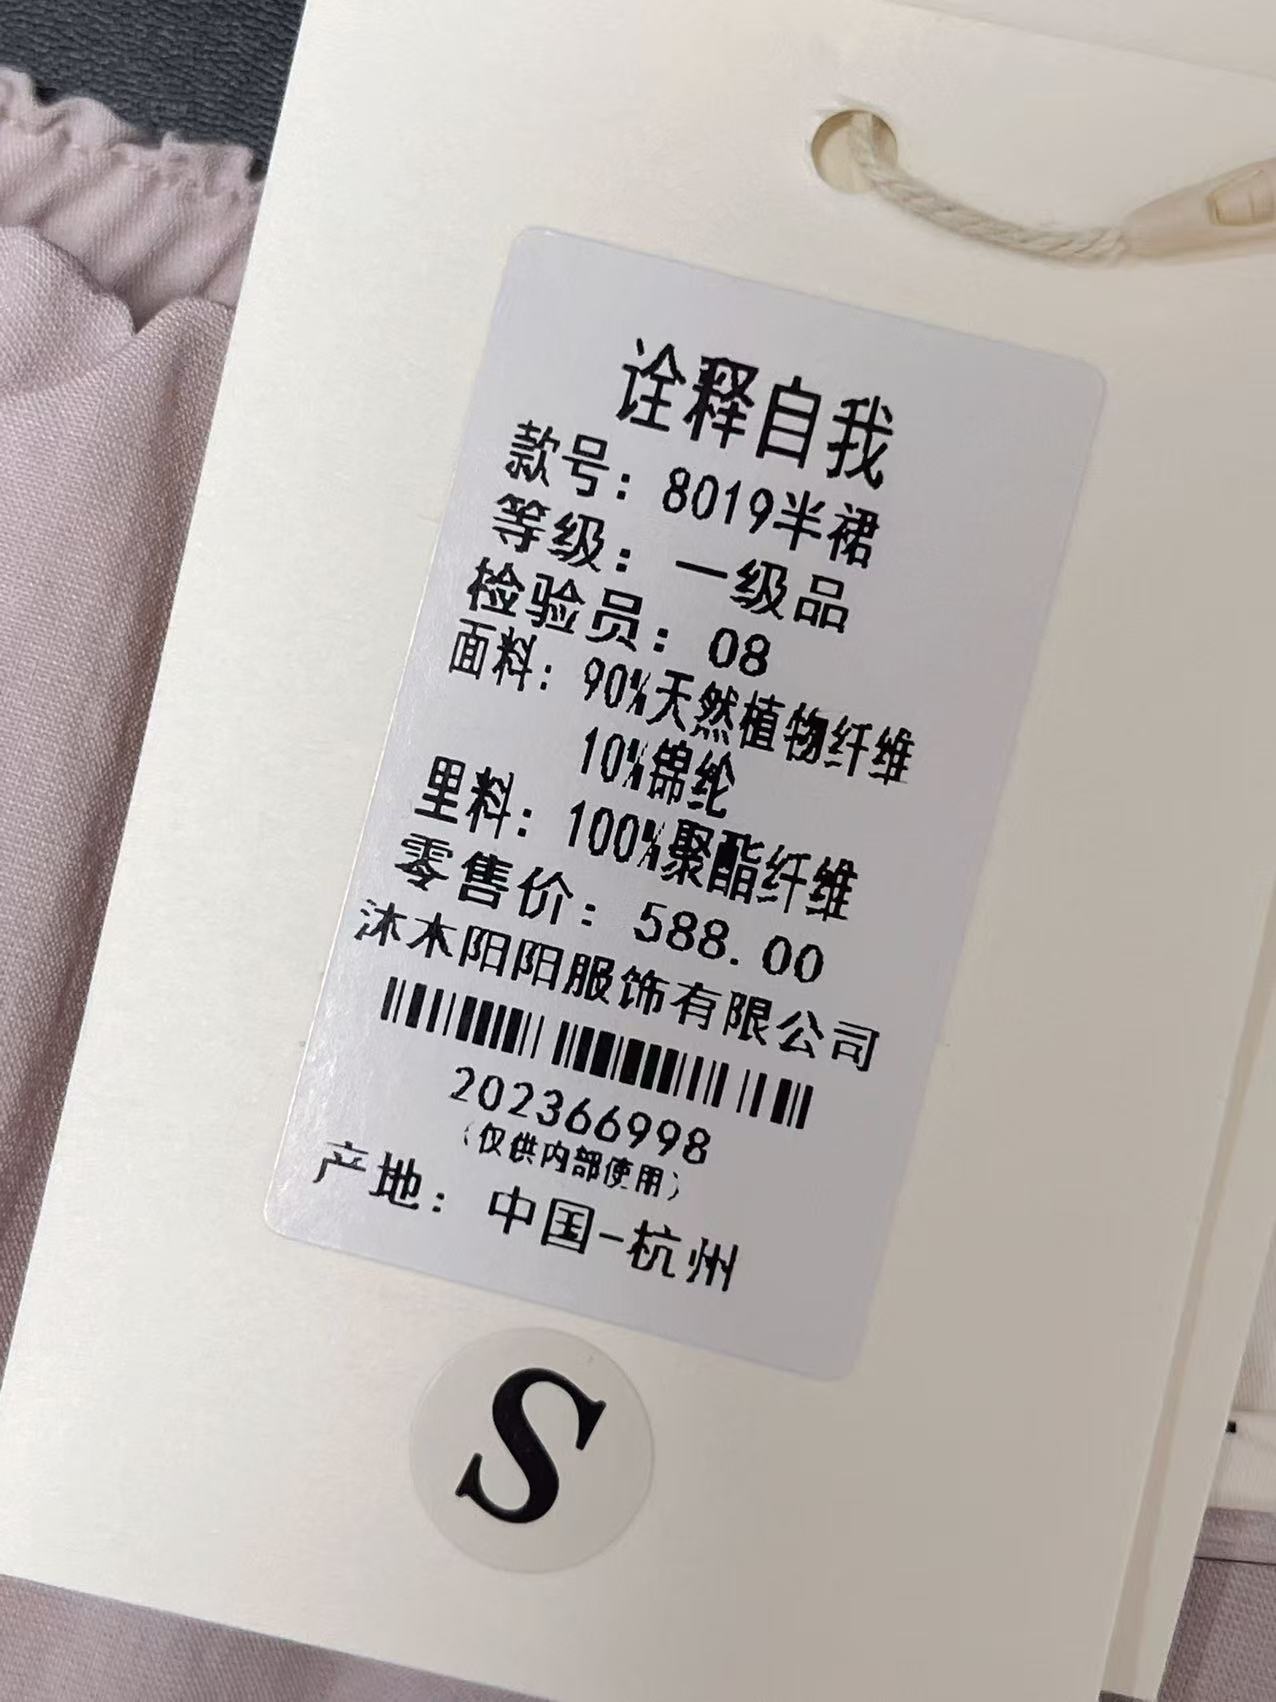 诠释自我
款号：8019半裙
等级：一级品
检验员：08
面料：90%天然植物纤维
10%锦纶
里料：100%聚酯纤维
零售价：588.00
沐木阳阳服饰有限公司
202366998
（仅供内部使用）
产地：中国-杭州
S